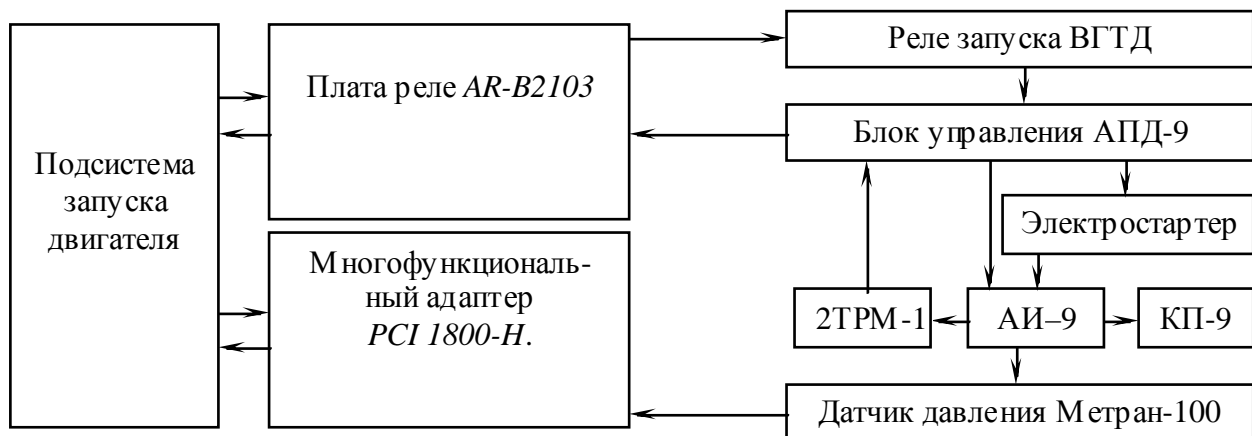 Подсистема
запуска
двигателя
Плата реле AR-B2103
Многофункциональ-
ный адаптер
PCI 1800-H.
Реле запуска ВГТД
Блок управления АПД-9
Электростартер
2ТРМ-1
АИ–9
КП-9
Датчик давления Метран-100